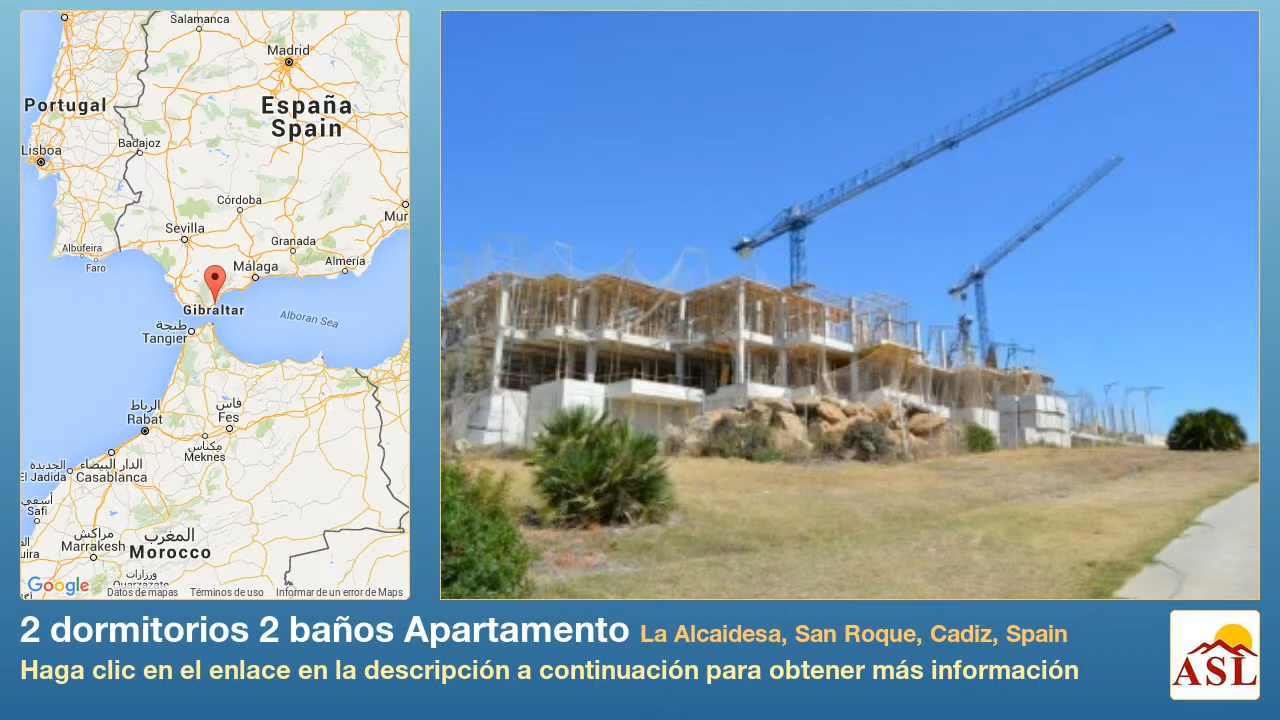 Salamanca
Madrid
Portugal
España
Spain
Badajoz
Lisboa
Córdoba
Mur
Sevilla
Granada
Albufeira
Faro
Málaga
Almería
Gibraltar
Alboran Sea
طنجة
Tangier
الرباط
Rabat
فاس
Fes
مكناس
Meknes
الجديدة
El Jadida
الدار البيضاء
Casablanca
أسفي
Safi
مراكش
Marrakesh
المغرب
Morocco
ورزازات
Ouarzazate
Google
Datos de mapas Términos de uso Informar de un error de Maps
2 dormitorios 2 baños Apartamento La Alcaidesa, San Roque, Cadiz, Spain
Haga clic en el enlace en la descripción a continuación para obtener más información
ASL